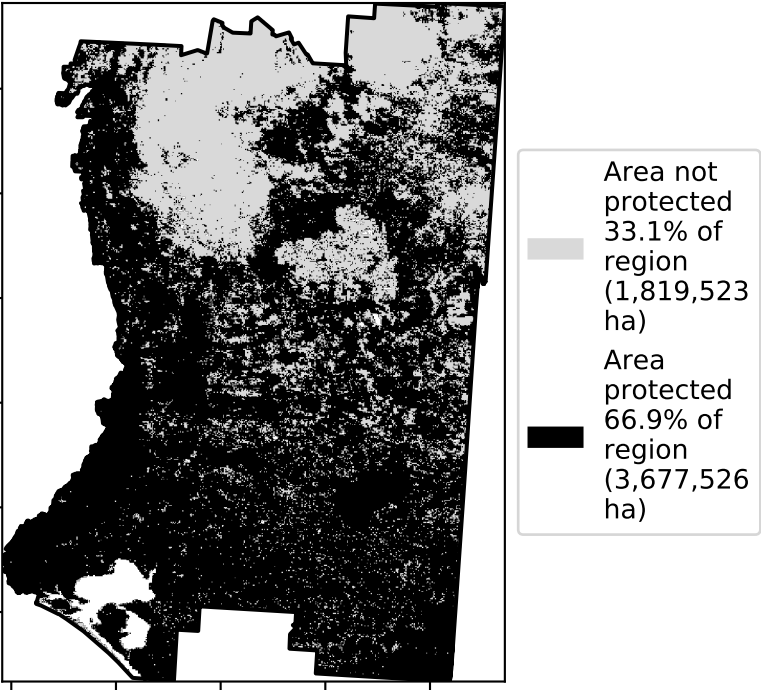 Area not
protected
33.1% of
region
(1,819,523
ha)
Area
protected
66.9% of
region
(3,677,526
ha)